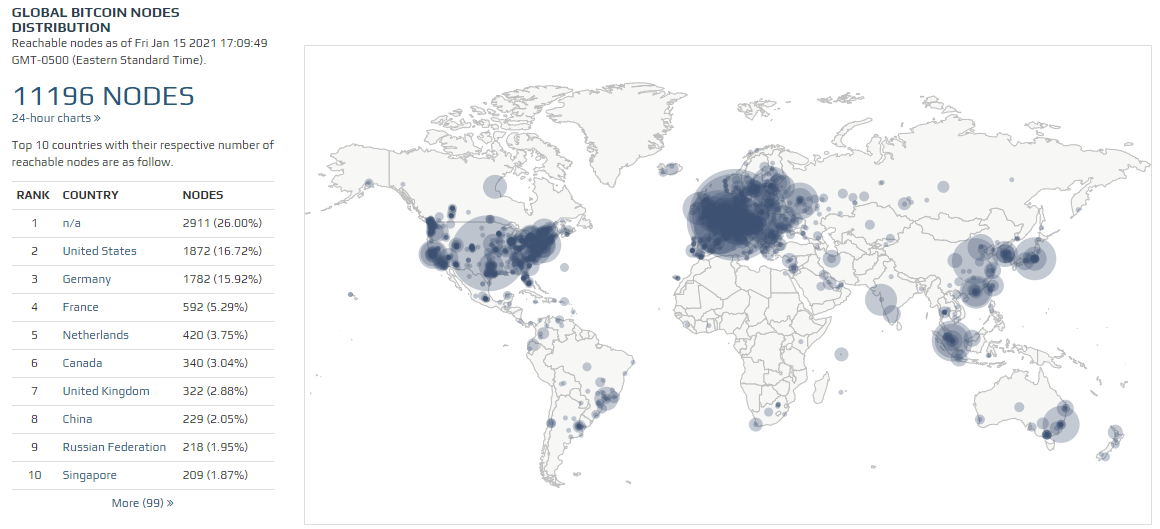 GLOBAL BITCOIN NODES
DISTRIBUTION
Reachable nodes as of Fri Jan 15 2021 17:09:49
GMT-0500 (Eastern Standard Time).
11196 NODES
24-hour charts »
Top 10 countries with their respective number of
reachable nodes are as follow.
RANK COUNTRY NODES
1 n/a 2911 (26.00%)
2 United States 1872 (16.72%)
3 Germany 1782 (15.92%)
4 France 592 (5.29%)
5 Netherlands 420 (3.75%)
6 Canada 340 (3.04%)
7 United Kingdom 322 (2.88%)
8 China 229 (2.05%)
9 Russian Federation 218 (1.95%)
10 Singapore 209 (1.87%)
More (99) »